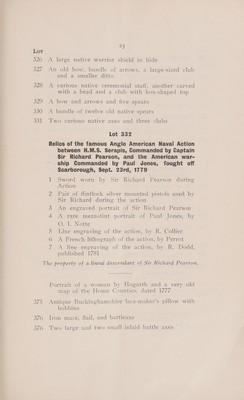 23
Lot
326 A large native warrior shield in hide
327 An old bow, bundle of arrows, a large-sized club
and a smaller ditto
328 A curious native ceremonial staff, another carved
with a head and a club with box-shaped top
329 A bow and arrows and five spears
330 A bundle of twelve old native spears
331 Two curious native axes and three clubs
Lot 332
Relics of the famous Anglo American Naval Action
between H.M.S. Serapis, Commanded by Captain
Sir Richard Pearson, and the American war-
ship Commanded by Paul Jones, fought off
Scarborough, Sept. 23rd, 1779
1 Sword worn by Sir Richard Pearson during
Action
2 Pair of flintlock silver mounted pistols used by
Sir Richard during the action
3 An engraved portrait of Sir Richard Pearson
4 A rare mezzotint portrait of Paul Jones, by
O. I. Notte
5 Line engraving of the action, by R. Collier
6 A French lithograph of the action, by Perrot
7 A fine engraving of the action, by R. Dodd,
published 1781
The property of a lineal descendant of Sir Richard Pearson.
Portrait of a woman by Hogarth and a very old
map of the Home Counties, dated 1777
375 Antique Buckinghamshire lace-maker's pillow with
bobbins
376 Iron mace, flail, and partizans
376 Two large and two small inlaid battle axes